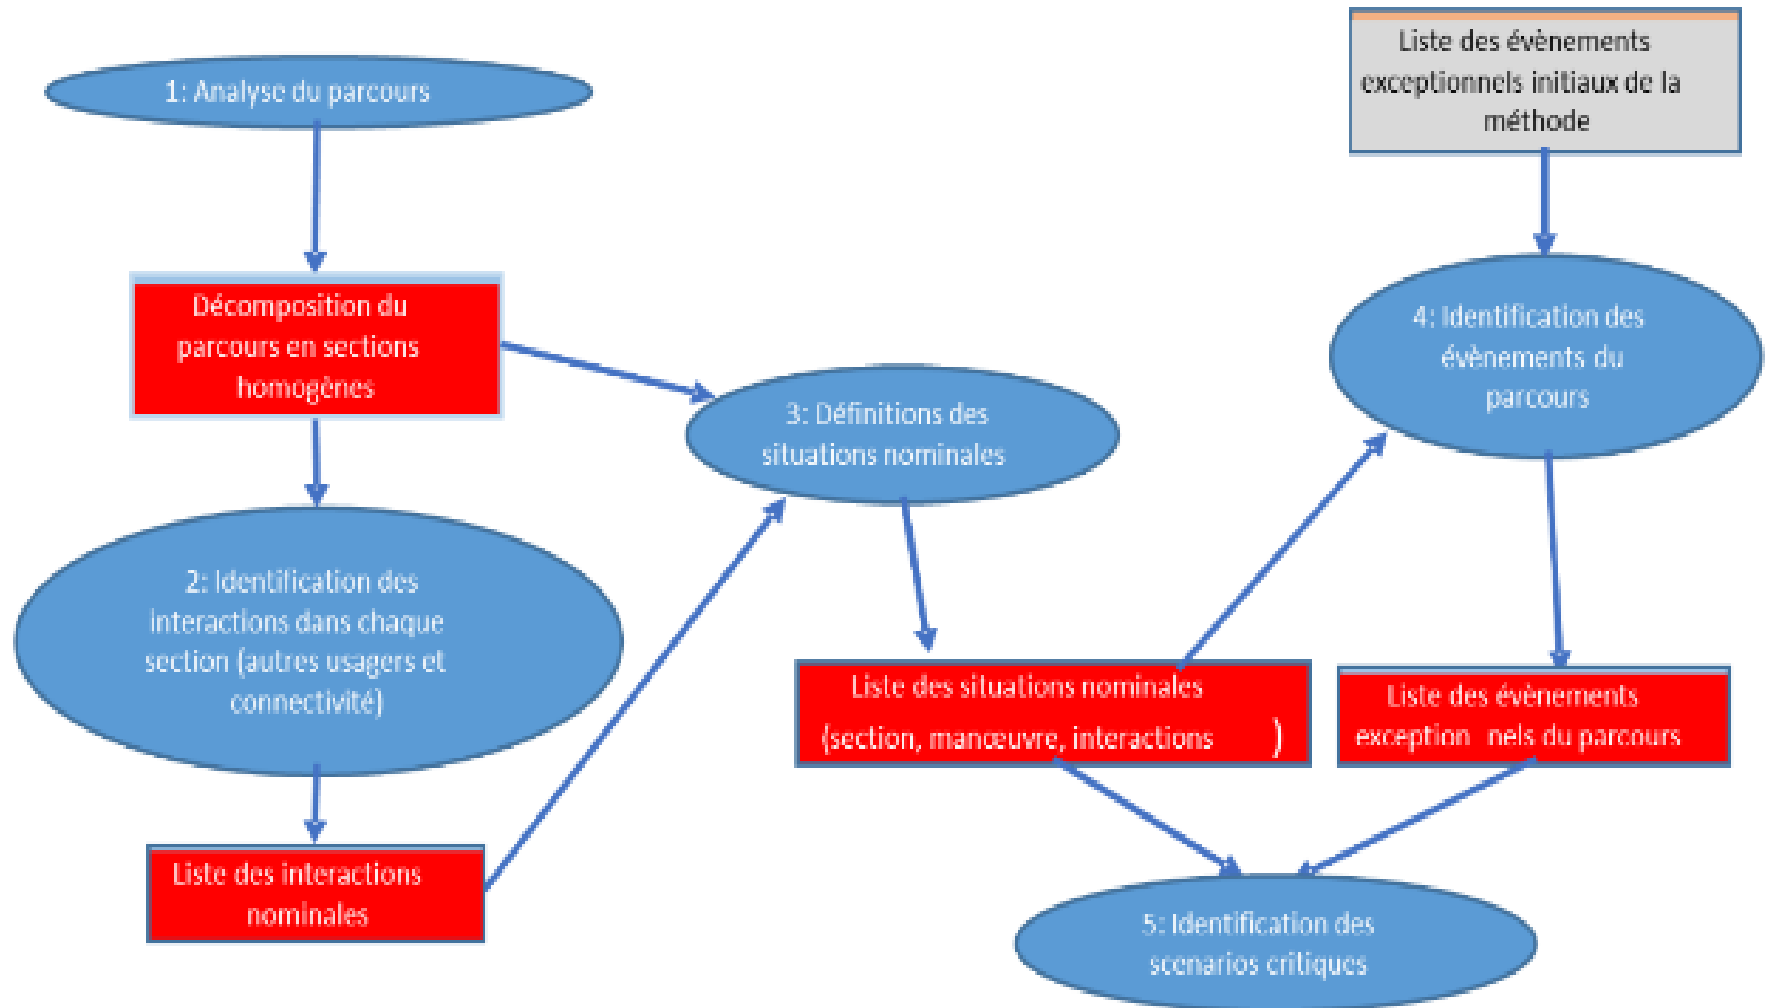 1: Analyse du parcours
Liste des évènements
exceptionnels initiaux de la
méthode
Décomposition du
parcours en sections
homogènes
4: Identification des
évènements du
parcours
3: Définitions des
situations nominales
2: Identification des
interactions dans chaque
section (autres usagers et
connectivité)
Liste des situations nominales
(section, manœuvre, interactions )
Liste des évènements
exception nels du parcours
Liste des interactions
nominales
5: Identification des
scenarios critiques